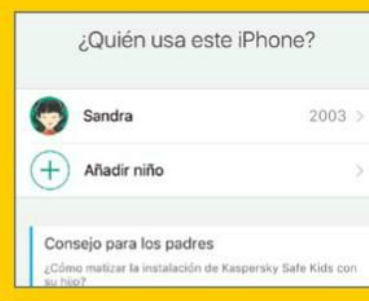 ¿Quién usa este iPhone?
Sandra 2003 >
Añadir niño >
Consejo para los padres
¿Cómo matizar la instalación de Kaspersky Safe Kids con
su hijo?